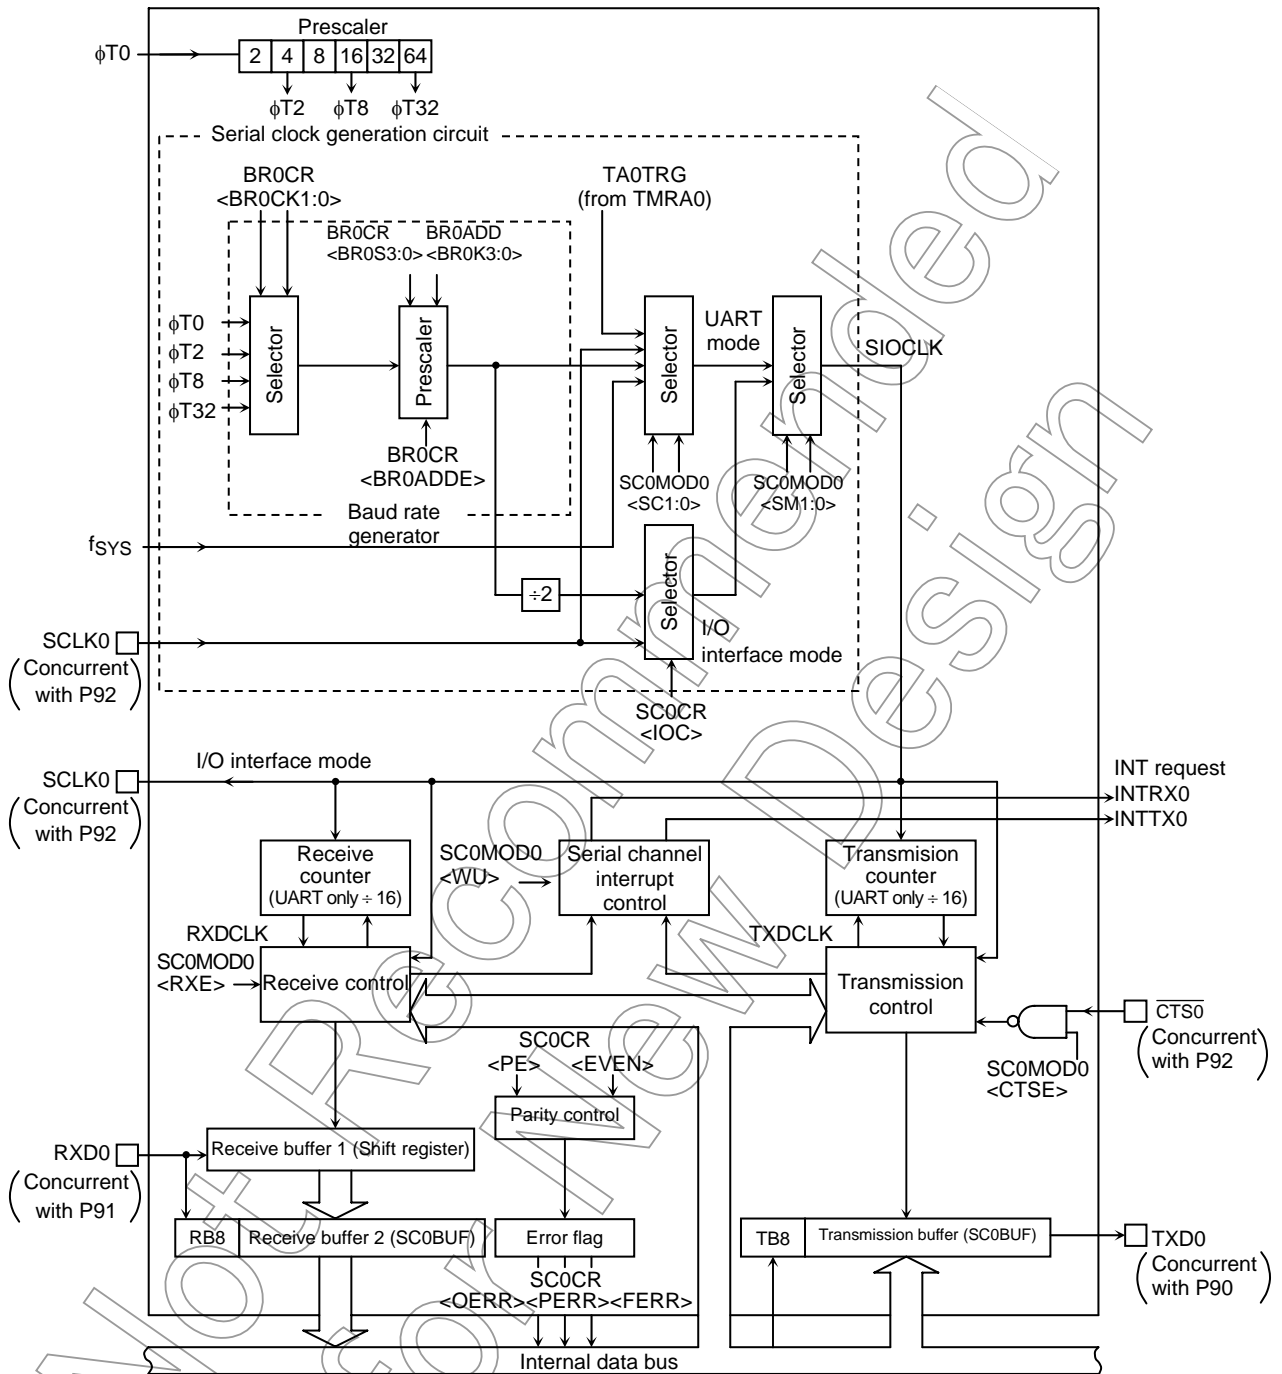 Prescaler
ϕT0
2 4 8 16 32 64
ϕT2 ϕT8 ϕT32
Serial clock generation circuit
BR0CR
<BR0CK1:0>
TA0TRG
(from TMRA0)
BR0CR
<BR0S3:0>
BR0ADD
<BR0K3:0>
ϕT0
ϕT2
ϕT8
ϕT32
Selector
Prescaler
BR0CR
<BR0ADDE>
Baud rate
generator
Selector
UART
mode
Selector
SIOCLK
SC0MOD0
<SC1:0>
SC0MOD0
<SM1:0>
fSYS
÷2
Selector
I/O
interface mode
SCLK0
(Concurrent
with P92)
SC0CR
<IOC>
I/O interface mode
SCLK0
(Concurrent
with P92)
INT request
INTRX0
INTTX0
Receive
counter
(UART only ÷ 16)
SC0MOD0
<WU>
Serial channel
interrupt
control
Transmision
counter
(UART only ÷ 16)
RXDCLK
TXDCLK
SC0MOD0
<RXE>
Receive control
Transmission
control
CTS0
(Concurrent
with P92)
SC0MOD0
<CTSE>
SC0CR
<PE> <EVEN>
Parity control
RXD0
(Concurrent
with P91)
Receive buffer 1 (Shift register)
RB8 Receive buffer 2 (SC0BUF)
Error flag
SC0CR
<OERR><PERR><FERR>
TB8 Transmission buffer (SC0BUF)
TXD0
(Concurrent
with P90)
Internal data bus
Not Recommended
for New Design